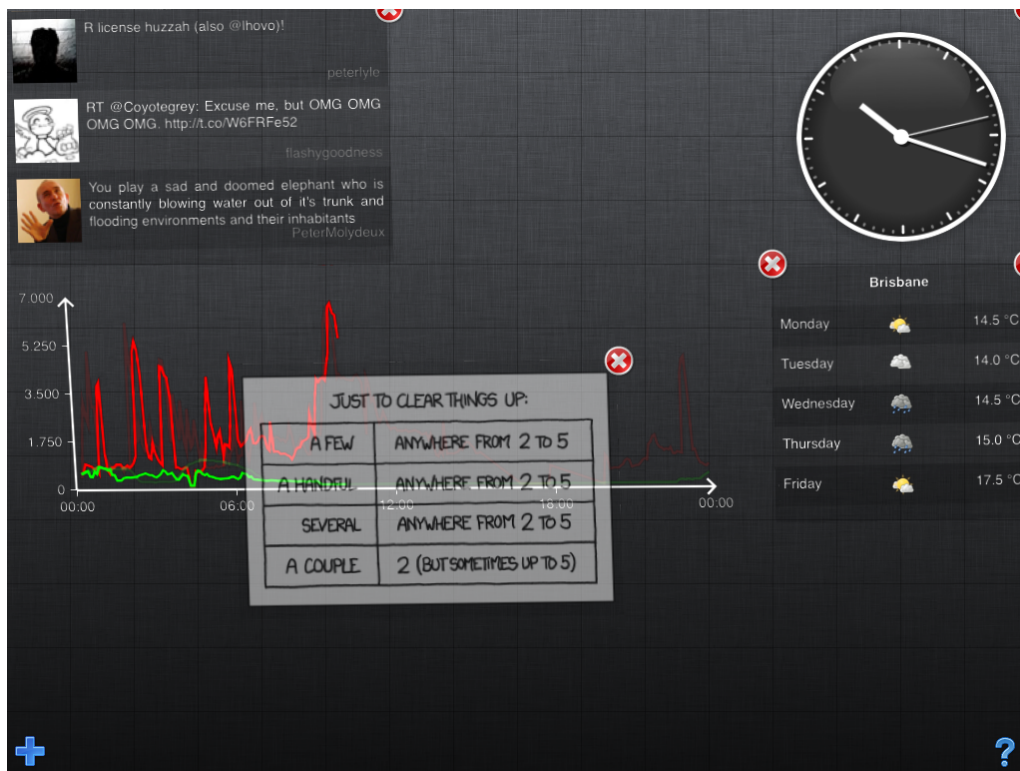 R license huzzah (also @lhovo)!
peterlyle
RT @Coyotegrey: Excuse me, but OMG OMG
OMG OMG. http://t.co/W6FRFe52
flashygoodness
You play a sad and doomed elephant who is
constantly blowing water out of it's trunk and
flooding environments and their inhabitants
PeterMolydeux
Brisbane
Monday 14.5 °C
Tuesday 14.0 °C
Wednesday 14.5 °C
Thursday 15.0 °C
Friday 17.5 °C
7.000
5.250
3.500
1.750
0
00:00 06:00 12:00 18:00 00:00
JUST TO CLEAR THINGS UP:
A FEW ANYWHERE FROM 2 TO 5
A HANDFUL ANYWHERE FROM 2 TO 5
SEVERAL ANYWHERE FROM 2 TO 5
A COUPLE 2 (BUT SOMETIMES UP TO 5)
?